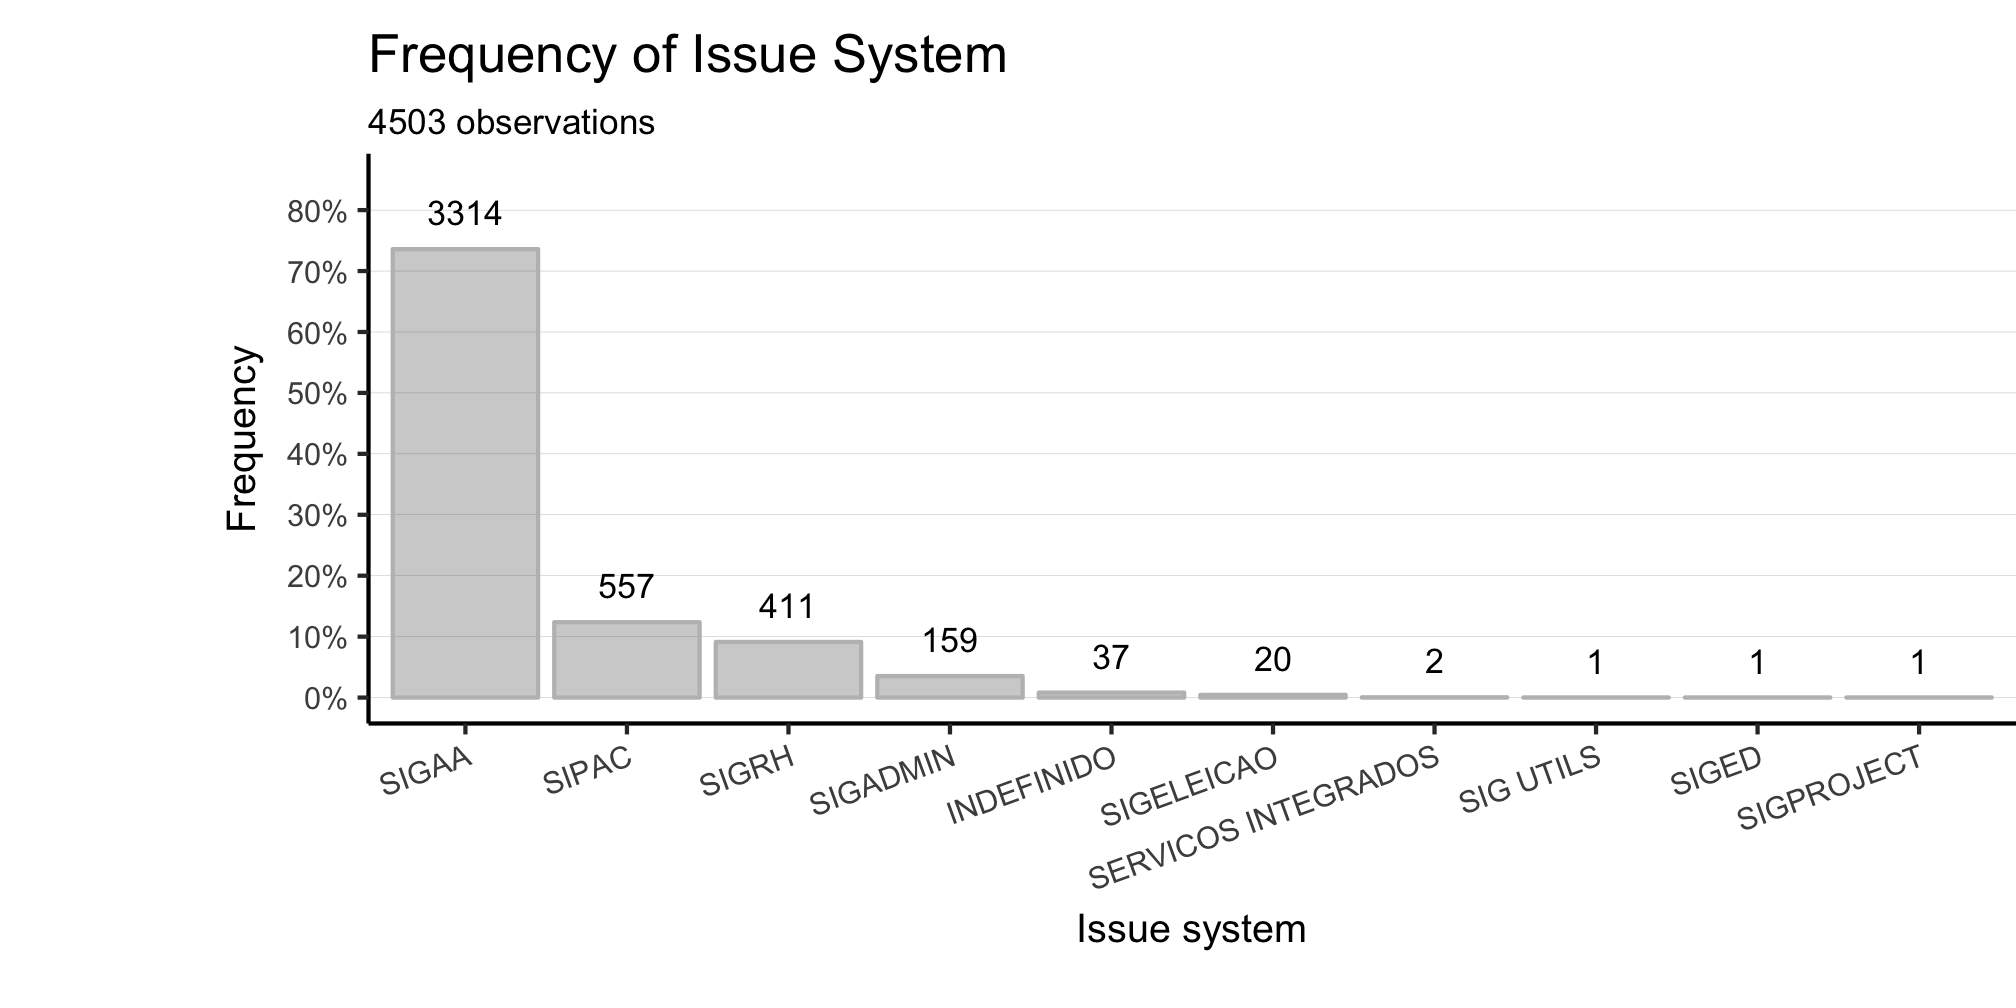 Frequency of Issue System
4503 observations
Frequency
80%
70%
60%
50%
40%
30%
20%
10%
0%
3314
557
411
159
37
20
2
1
1
1
SIGAA
SIPAC
SIGRH
SIGADMIN
INDEFINIDO
SIGELEICAO
SERVICOS INTEGRADOS
SIG UTILS
SIGED
SIGPROJECT
Issue system